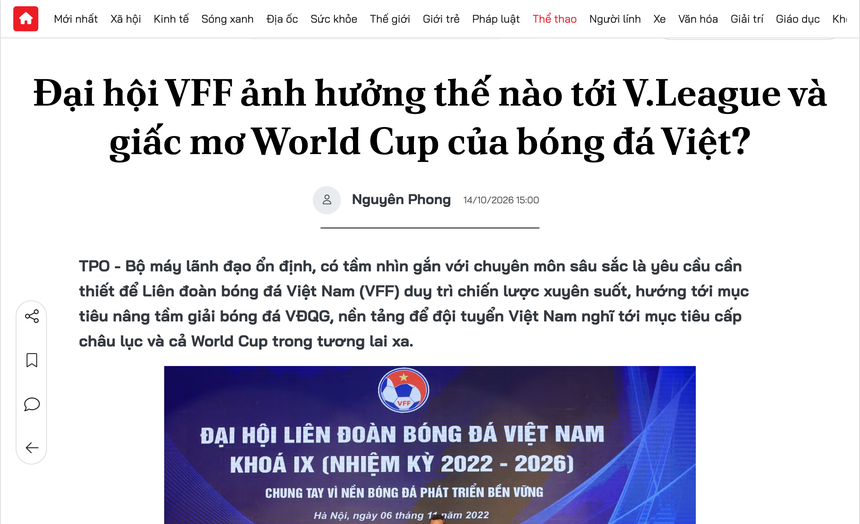 Mới nhất Xã hội Kinh tế Sóng xanh Địa ốc Sức khỏe Thế giới Giới trẻ Pháp luật Thể thao Người lính Xe Văn hóa Giải trí Giáo dục
Đại hội VFF ảnh hưởng thế nào tới V.League và
giấc mơ World Cup của bóng đá Việt?
Nguyên Phong 14/10/2026 15:00
TPO - Bộ máy lãnh đạo ổn định, có tầm nhìn gắn với chuyên môn sâu sắc là yêu cầu cần
thiết để Liên đoàn bóng đá Việt Nam (VFF) duy trì chiến lược xuyên suốt, hướng tới mục
tiêu nâng tầm giải bóng đá VĐQG, nền tảng để đội tuyển Việt Nam nghĩ tới mục tiêu cấp
châu lục và cả World Cup trong tương lai xa.
VFF
ĐẠI HỘI LIÊN ĐOÀN BÓNG ĐÁ VIỆT NAM
KHOÁ IX (NHIỆM KỲ 2022 - 2026)
CHUNG TAY VÌ NỀN BÓNG ĐÁ PHÁT TRIỂN BỀN VỮNG
Hà Nội, ngày 06 tháng 11 năm 2022